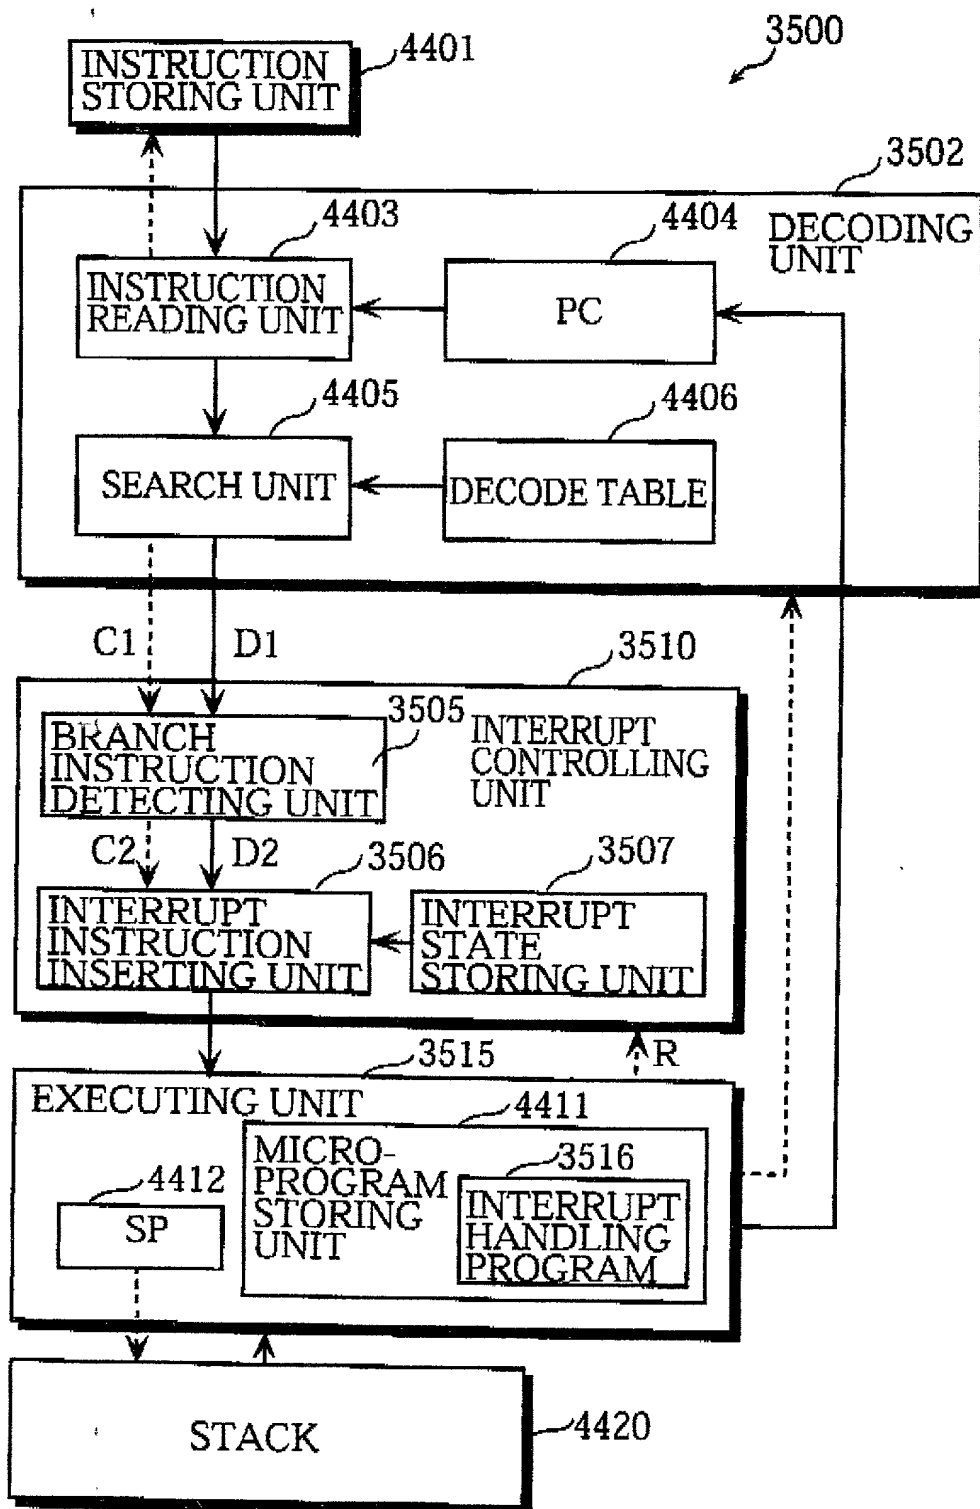 3500
4401
INSTRUCTION
STORING UNIT
3502
DECODING
UNIT
4403
INSTRUCTION
READING UNIT
4404
PC
4405
SEARCH UNIT
4406
DECODE TABLE
C1
D1
3510
INTERRUPT
CONTROLLING
UNIT
3505
BRANCH
INSTRUCTION
DETECTING UNIT
C2
D2
3506
INTERRUPT
INSTRUCTION
INSERTING UNIT
3507
INTERRUPT
STATE
STORING UNIT
R
3515
EXECUTING UNIT
4411
MICRO-
PROGRAM
STORING
UNIT
3516
INTERRUPT
HANDLING
PROGRAM
4412
SP
STACK
4420